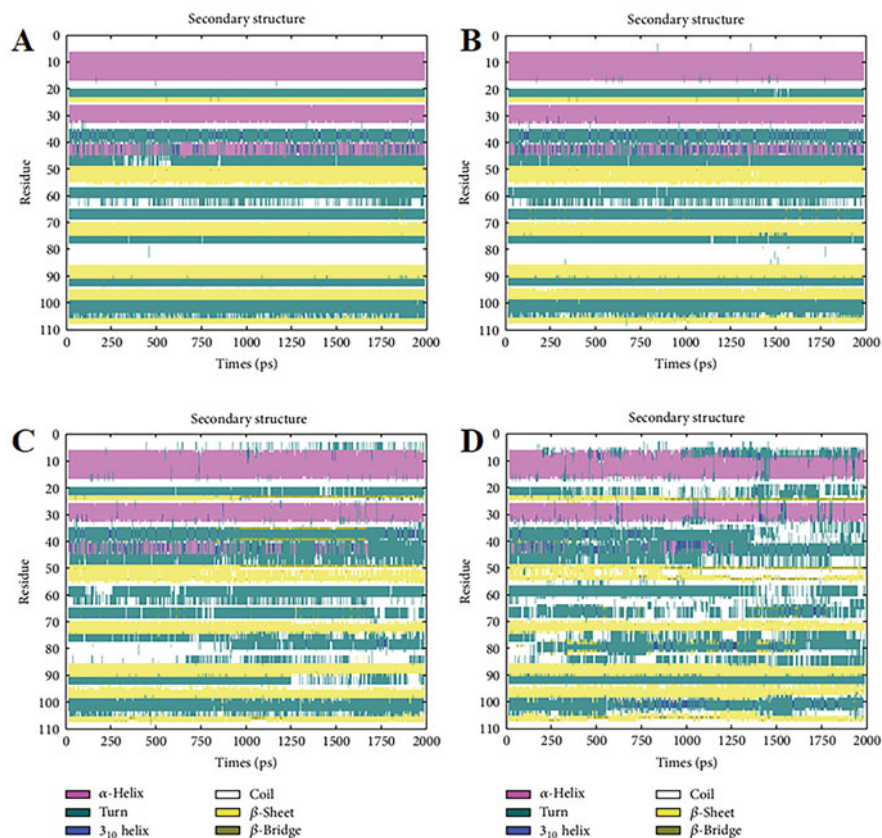 A
Secondary structure
0
10
20
30
40
50
60
70
80
90
100
110
Residue
0 250 500 750 1000 1250 1500 1750 2000
Times (ps)
B
Secondary structure
0
10
20
30
40
50
60
70
80
90
100
110
Residue
0 250 500 750 1000 1250 1500 1750 2000
Times (ps)
C
Secondary structure
0
10
20
30
40
50
60
70
80
90
100
110
Residue
0 250 500 750 1000 1250 1500 1750 2000
Times (ps)
D
Secondary structure
0
10
20
30
40
50
60
70
80
90
100
110
Residue
0 250 500 750 1000 1250 1500 1750 2000
Times (ps)
α-Helix
Turn
3₁₀ helix
Coil
β-Sheet
β-Bridge
α-Helix
Turn
3₁₀ helix
Coil
β-Sheet
β-Bridge